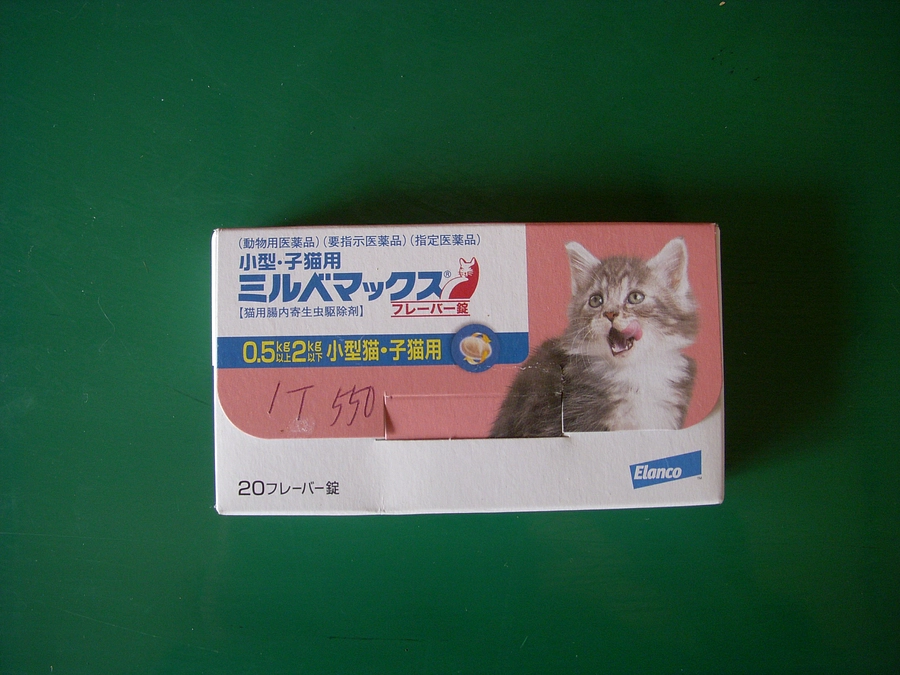 (動物用医薬品)(要指示医薬品)(指定医薬品)
小型・子猫用
ミルベマックス®
フレーバー錠
【猫用腸内寄生虫駆除剤】
0.5kg以上2kg以下 小型猫・子猫用
1T 550
20フレーバー錠
Elanco™